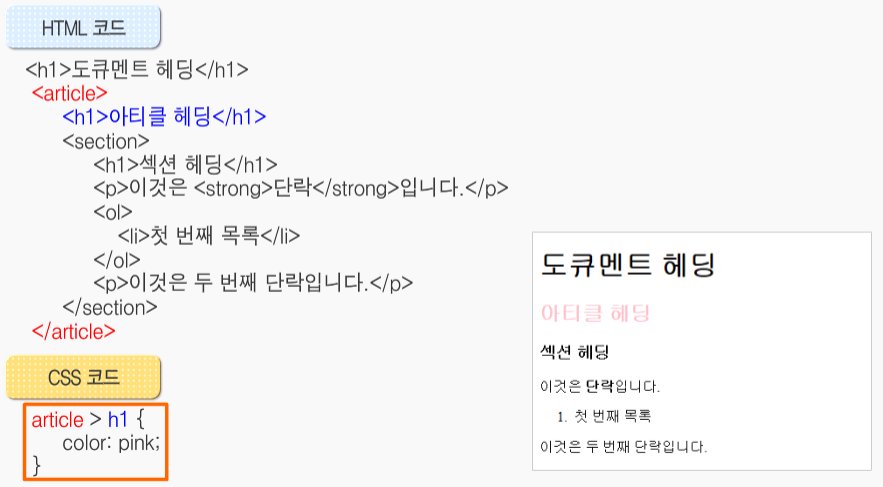 HTML 코드
<h1>도큐멘트 헤딩</h1>
<article>
<h1>아티클 헤딩</h1>
<section>
<h1>섹션 헤딩</h1>
<p>이것은 <strong>단락</strong>입니다.</p>
<ol>
<li>첫 번째 목록</li>
</ol>
<p>이것은 두 번째 단락입니다.</p>
</section>
</article>
CSS 코드
article > h1 {
color: pink;
}
도큐멘트 헤딩
아티클 헤딩
섹션 헤딩
이것은 단락입니다.
1. 첫 번째 목록
이것은 두 번째 단락입니다.